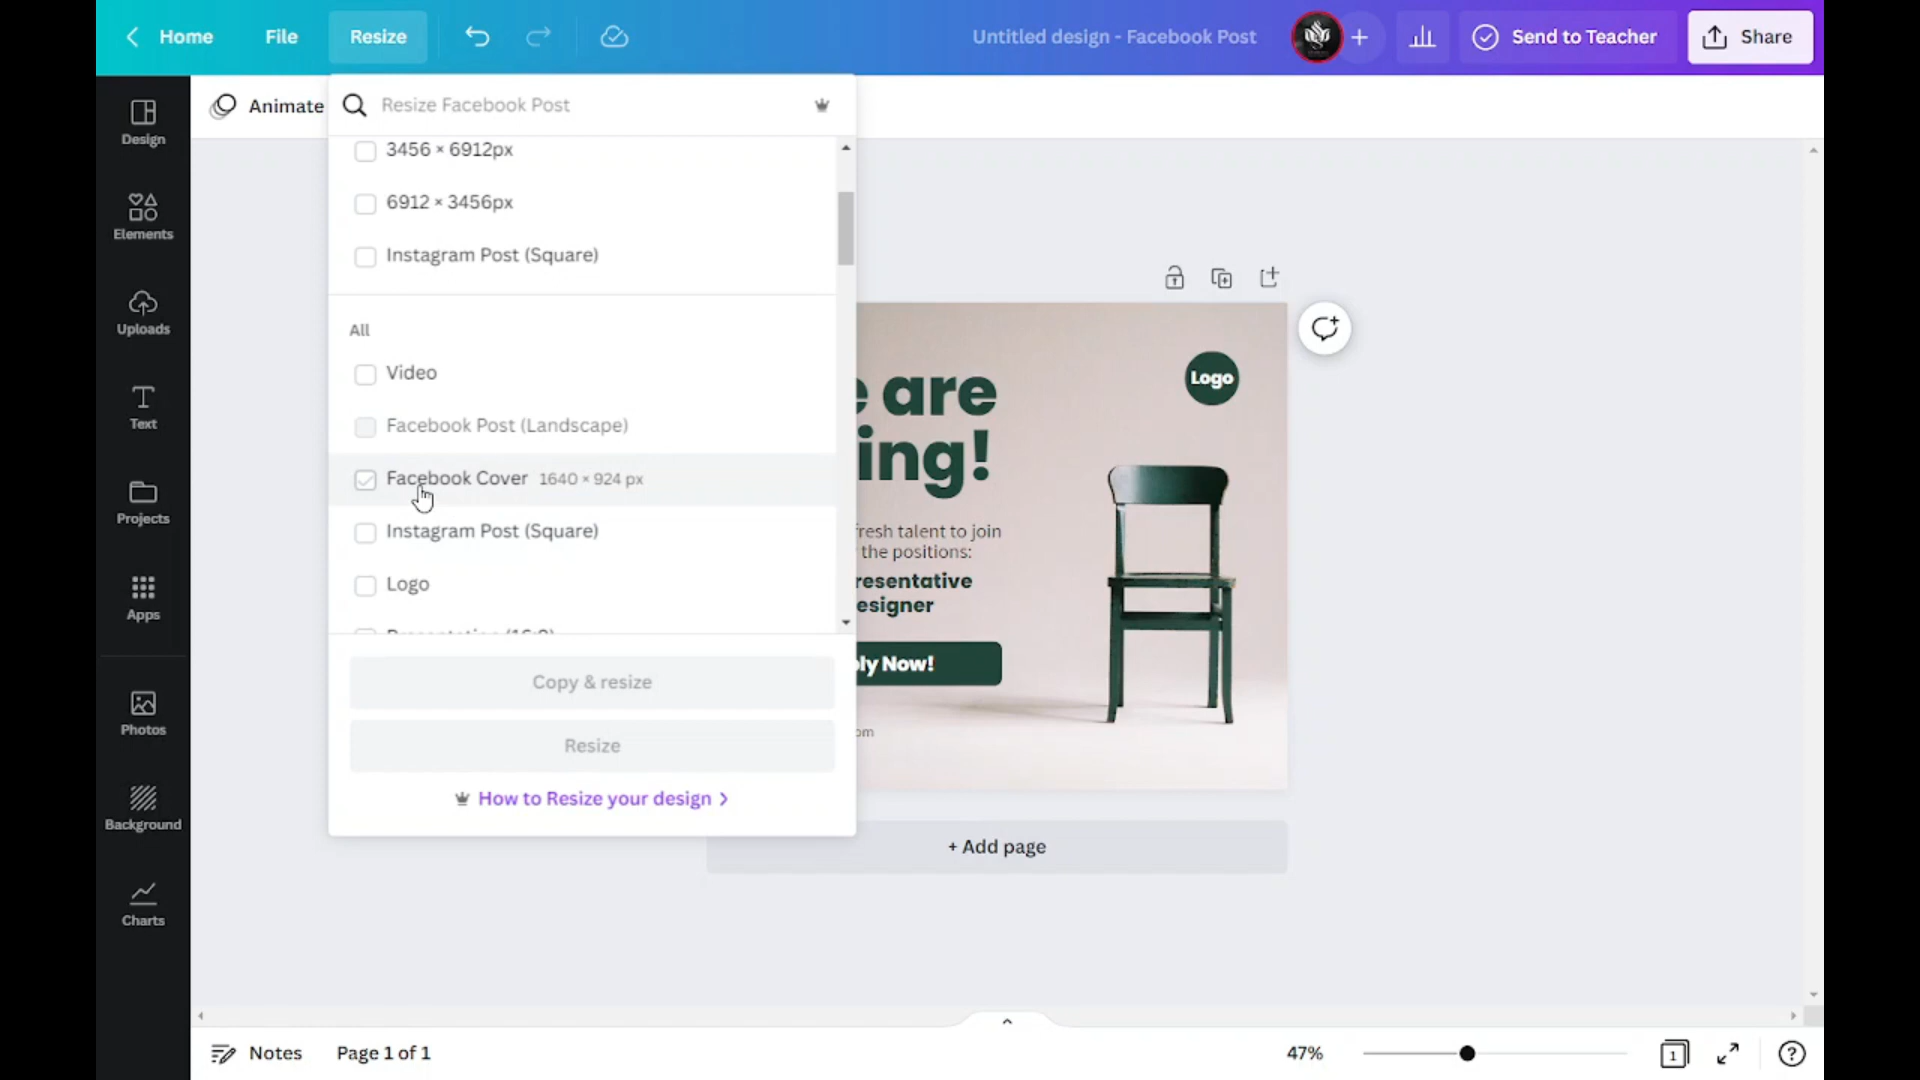 Home
File
Resize
Untitled design - Facebook Post
Send to Teacher
Share
Animate
Resize Facebook Post
3456 × 6912px
6912 × 3456px
Instagram Post (Square)
All
Video
Facebook Post (Landscape)
Facebook Cover 1640 × 924 px
Instagram Post (Square)
Logo
Copy & resize
Resize
How to Resize your design
Design
Elements
Uploads
Text
Projects
Apps
Photos
Background
Charts
are
ing!
Logo
resh talent to join
the positions:
resentative
esigner
ly Now!
om
+ Add page
Notes
Page 1 of 1
47%
1